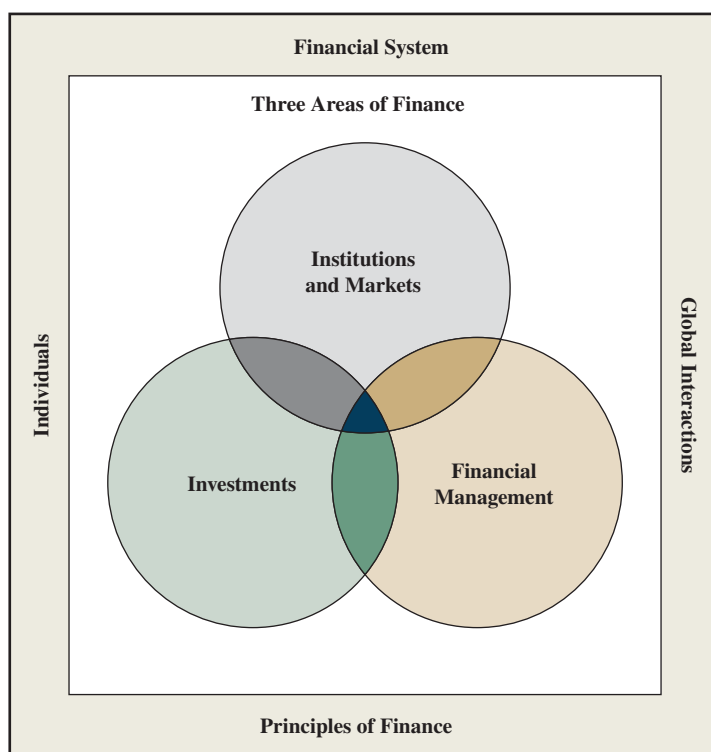 Financial System
Three Areas of Finance
Institutions
and Markets
Individuals
Global Interactions
Investments
Financial
Management
Principles of Finance